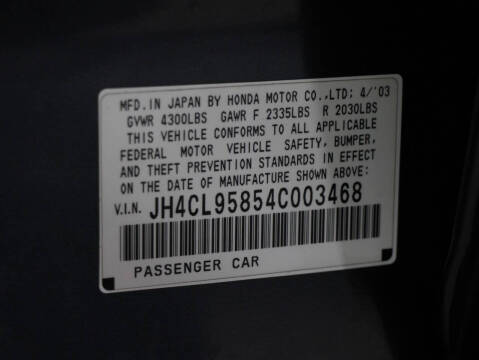 MFD. IN JAPAN BY HONDA MOTOR CO.,LTD: 4/'03
GVWR 4300LBS GAWR F 2335LBS R 2030LBS
THIS VEHICLE CONFORMS TO ALL APPLICABLE
FEDERAL MOTOR VEHICLE SAFETY, BUMPER,
AND THEFT PREVENTION STANDARDS IN EFFECT
ON THE DATE OF MANUFACTURE SHOWN ABOVE:
V.I.N. JH4CL95854C003468
PASSENGER CAR